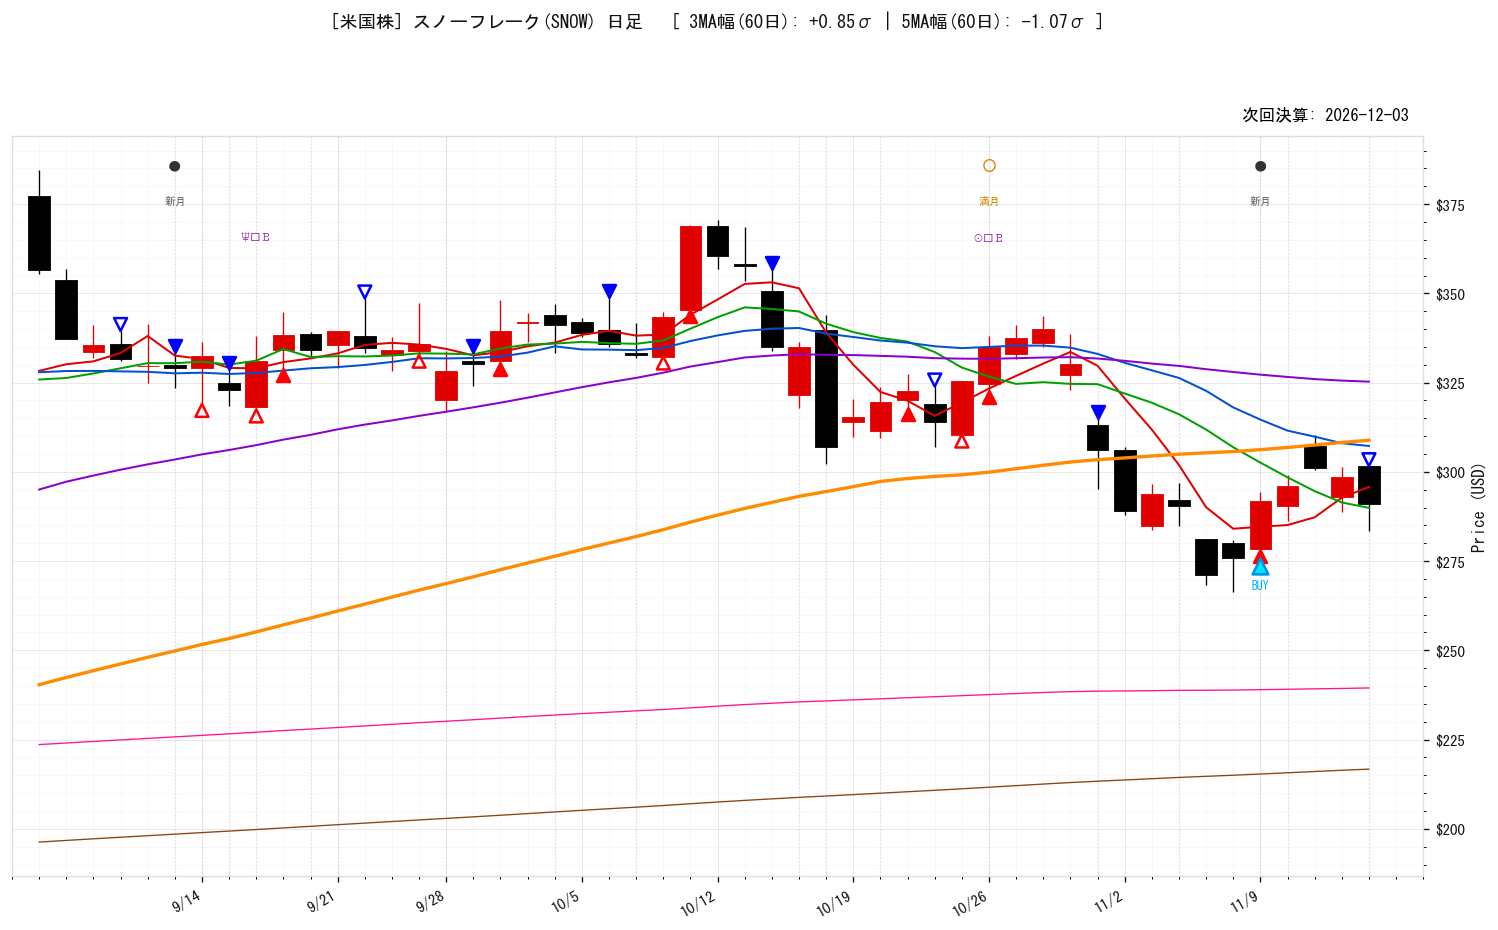 [米国株] スノーフレーク(SNOW) 日足　[ 3MA幅(60日): +0.85σ | 5MA幅(60日): -1.07σ ]
次回決算: 2026-12-03
新月
満月
新月
Ψ□E
☉□E
$375
$350
$325
$300
$275
$250
$225
$200
Price (USD)
BUY
9/14
9/21
9/28
10/5
10/12
10/19
10/26
11/2
11/9